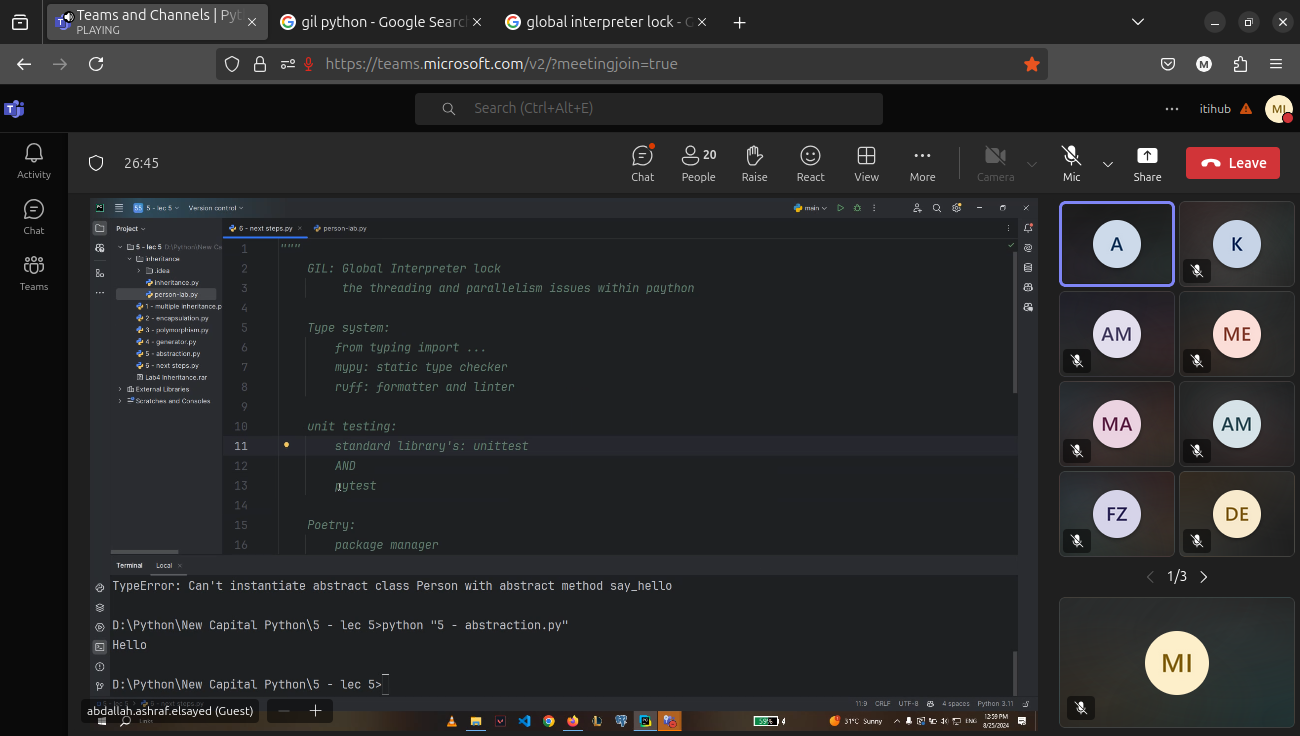 Teams and Channels | Pyt
PLAYING
gil python - Google Search
global interpreter lock - G
https://teams.microsoft.com/v2/?meetingjoin=true
M
Search (Ctrl+Alt+E)
itihub
MI
Activity
Chat
Teams
26:45
Chat
20
People
Raise
React
View
More
Camera
Mic
Share
Leave
5 - lec 5
Version control
main
Project
6 - next steps.py
person-lab.py
5 - lec 5 D:\Python\New Ca
inheritance
.idea
inheritance.py
person-lab.py
1 - multiple inheritance.p
2 - encapsulation.py
3 - polymorphism.py
4 - generator.py
5 - abstraction.py
6 - next steps.py
Lab4 Inheritance.rar
External Libraries
Scratches and Consoles
1 """
2 GIL: Global Interpreter lock
3 the threading and parallelism issues within paython
4
5 Type system:
6 from typing import ...
7 mypy: static type checker
8 ruff: formatter and linter
9
10 unit testing:
11 standard library's: unittest
12 AND
13 pytest
14
15 Poetry:
16 package manager
Terminal
Local
TypeError: Can't instantiate abstract class Person with abstract method say_hello
D:\Python\New Capital Python\5 - lec 5>python "5 - abstraction.py"
Hello
D:\Python\New Capital Python\5 - lec 5>
11:9
CRLF
UTF-8
4 spaces
Python 3.11
abdallah.ashraf.elsayed (Guest)
Links
59%
31°C Sunny
ENG
12:59 PM
8/25/2024
A
K
AM
ME
MA
AM
FZ
DE
1/3
MI